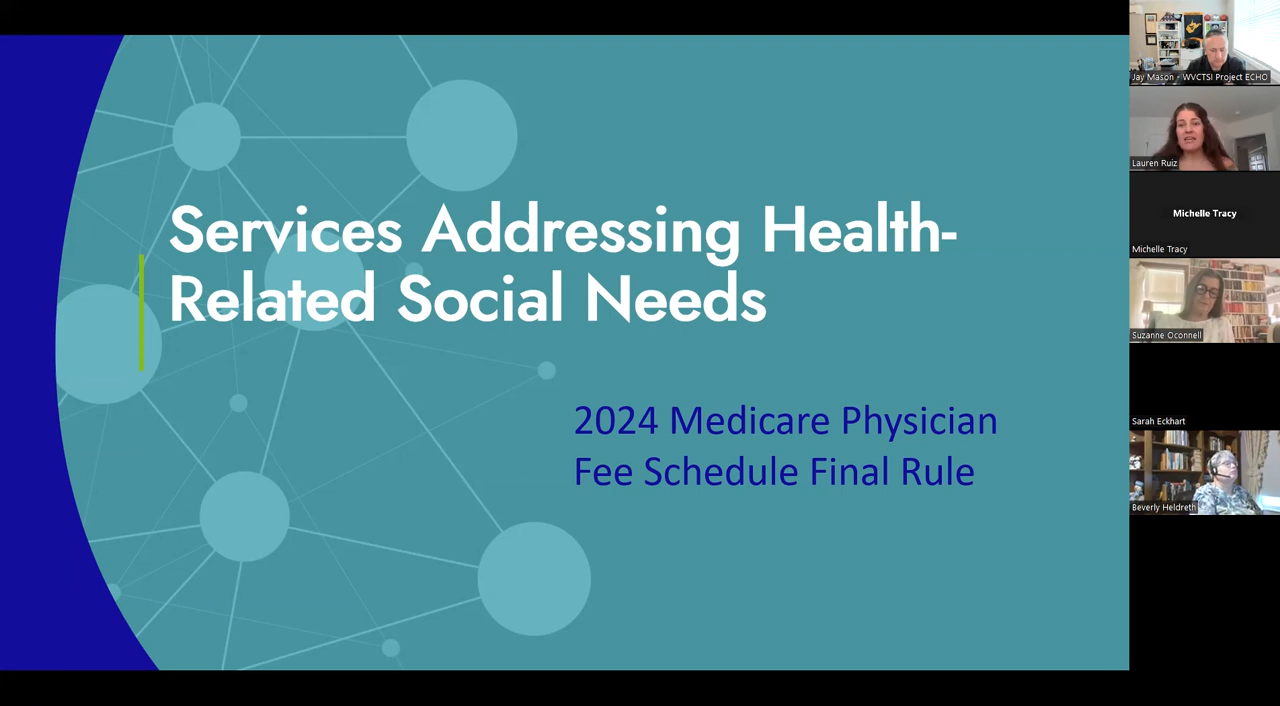 Services Addressing Health-
Related Social Needs
2024 Medicare Physician
Fee Schedule Final Rule
Jay Mason - WVCTSI Project ECHO
Lauren Ruiz
Michelle Tracy
Michelle Tracy
Suzanne Oconnell
Sarah Eckhart
Beverly Heldreth